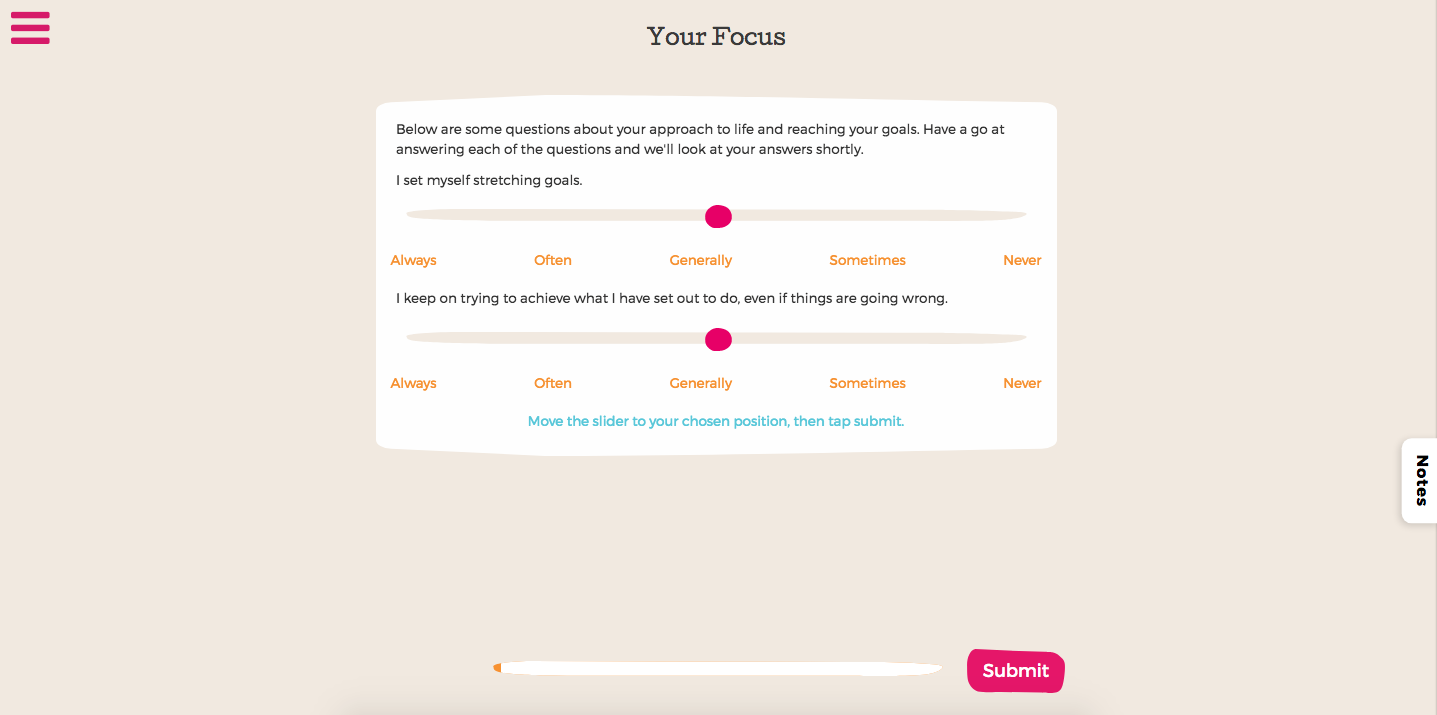 Your Focus
Below are some questions about your approach to life and reaching your goals. Have a go at
answering each of the questions and we'll look at your answers shortly.
I set myself stretching goals.
Always Often Generally Sometimes Never
I keep on trying to achieve what I have set out to do, even if things are going wrong.
Always Often Generally Sometimes Never
Move the slider to your chosen position, then tap submit.
Notes
Submit